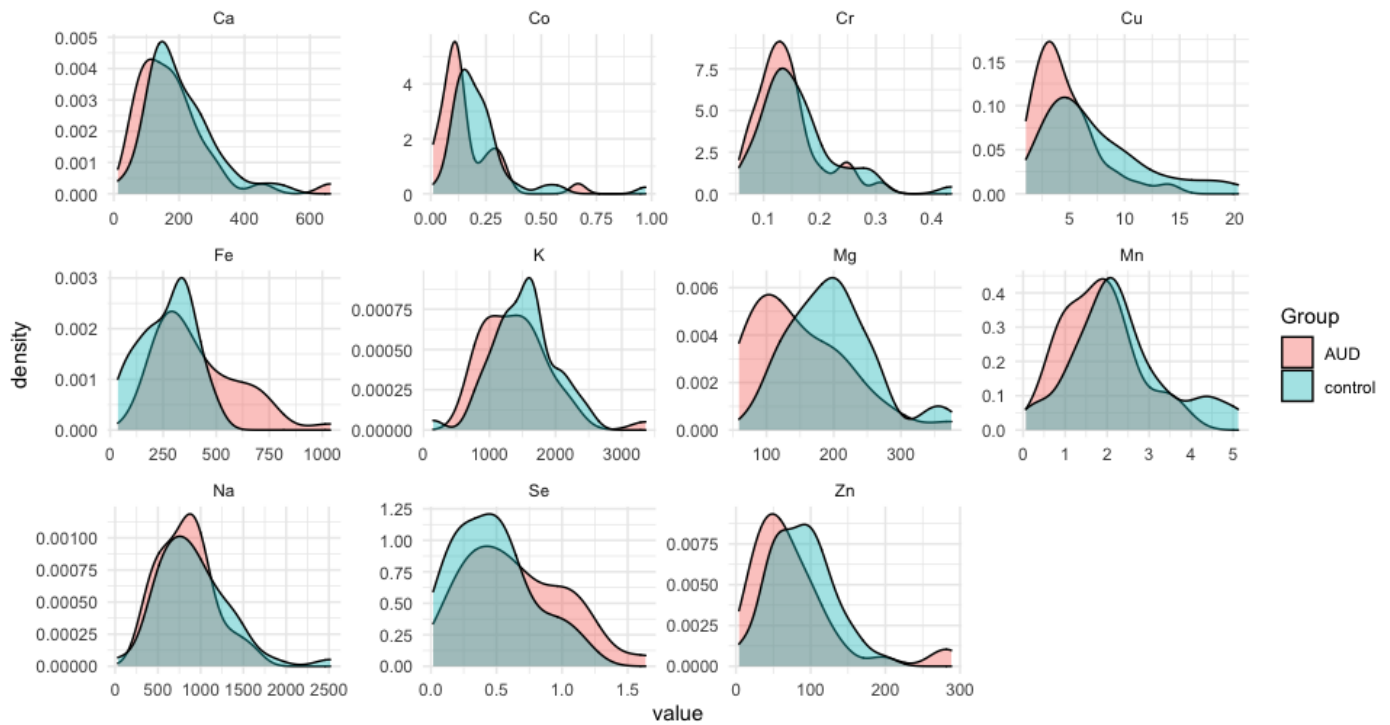 Ca Co Cr Cu
0.005
0.004
0.003
0.002
0.001
0.000
0 200 400 600
4
2
0
0.00 0.25 0.50 0.75 1.00
7.5
5.0
2.5
0.0
0.1 0.2 0.3 0.4
0.15
0.10
0.05
0.00
5 10 15 20
Fe K Mg Mn
0.003
0.002
0.001
0.000
0 250 500 750 1000
0.00075
0.00050
0.00025
0.00000
0 1000 2000 3000
0.006
0.004
0.002
0.000
100 200 300
0.4
0.3
0.2
0.1
0.0
0 1 2 3 4 5
Na Se Zn
0.00100
0.00075
0.00050
0.00025
0.00000
0 500 1000 1500 2000 2500
1.25
1.00
0.75
0.50
0.25
0.00
0.0 0.5 1.0 1.5
0.0075
0.0050
0.0025
0.0000
0 100 200 300
density
value
Group
AUD
control